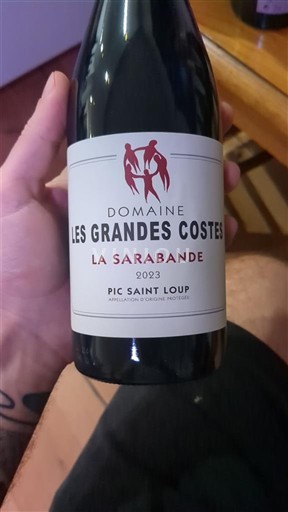 DOMAINE
LES GRANDES COSTES
LA SARABANDE
2023
PIC SAINT LOUP
APPELLATION D'ORIGINE PROTÉGÉE